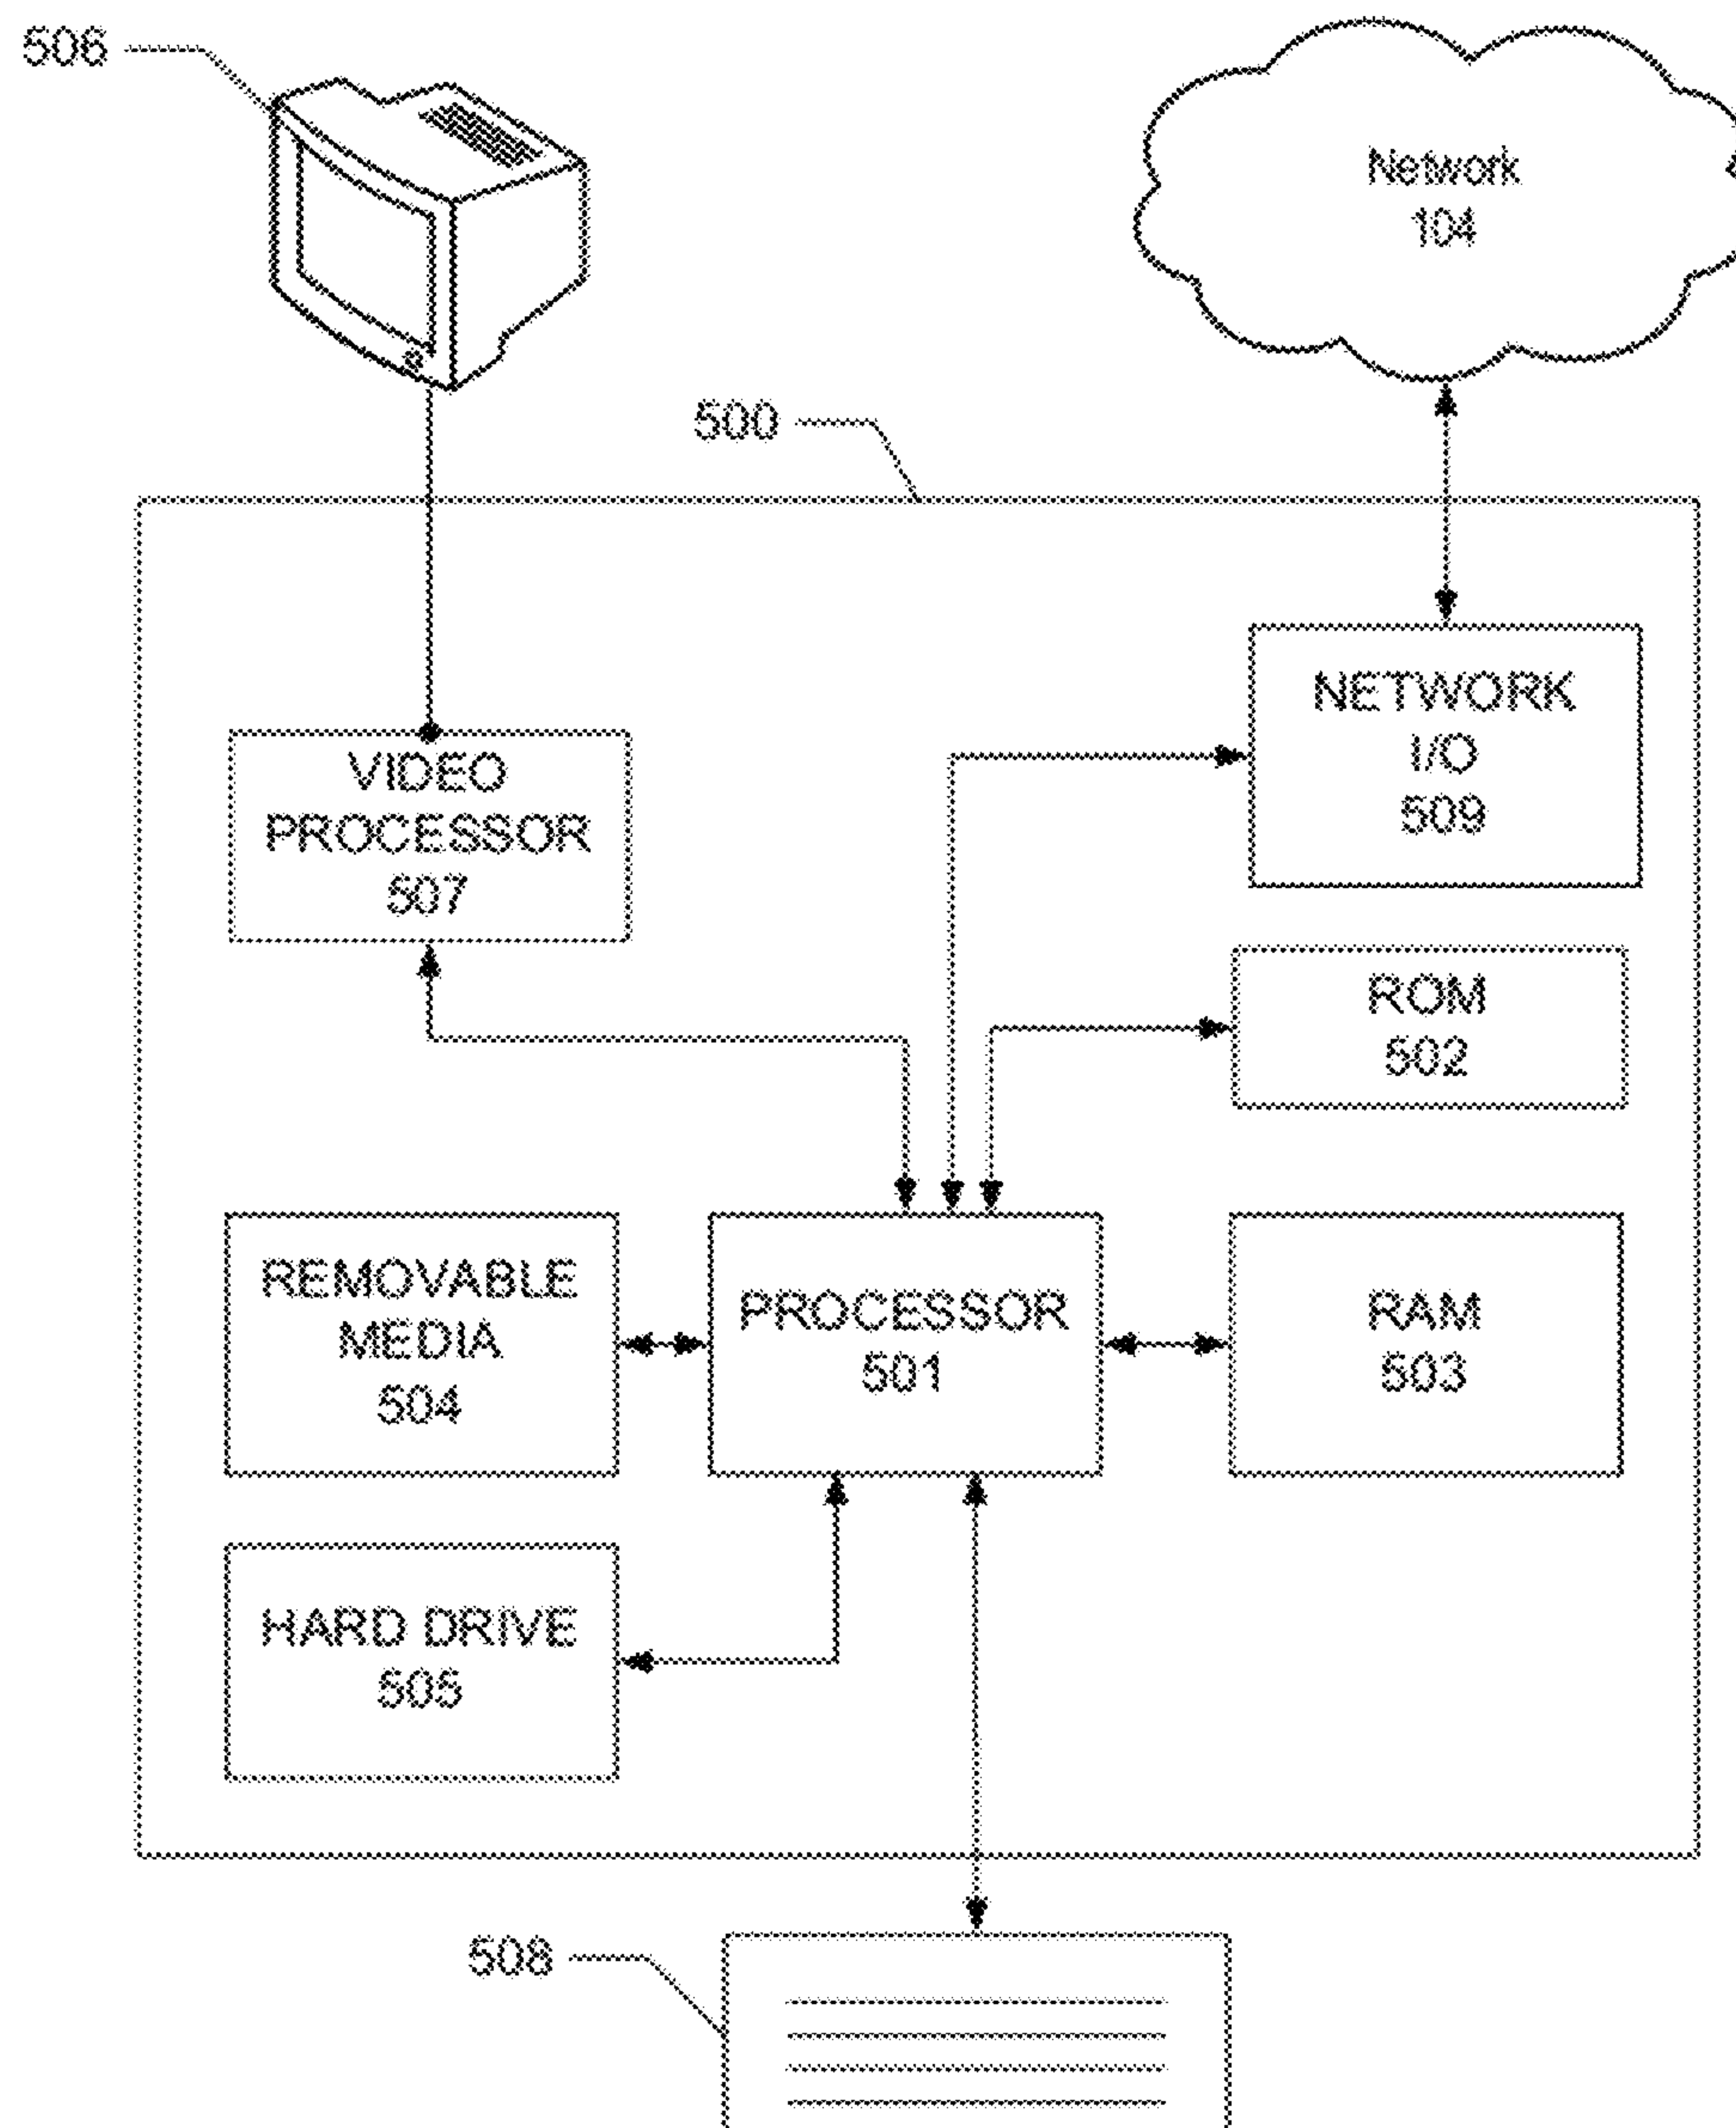 506
Network
104
500
NETWORK
I/O
509
VIDEO
PROCESSOR
507
ROM
502
REMOVABLE
MEDIA
504
PROCESSOR
501
RAM
503
HARD DRIVE
505
508